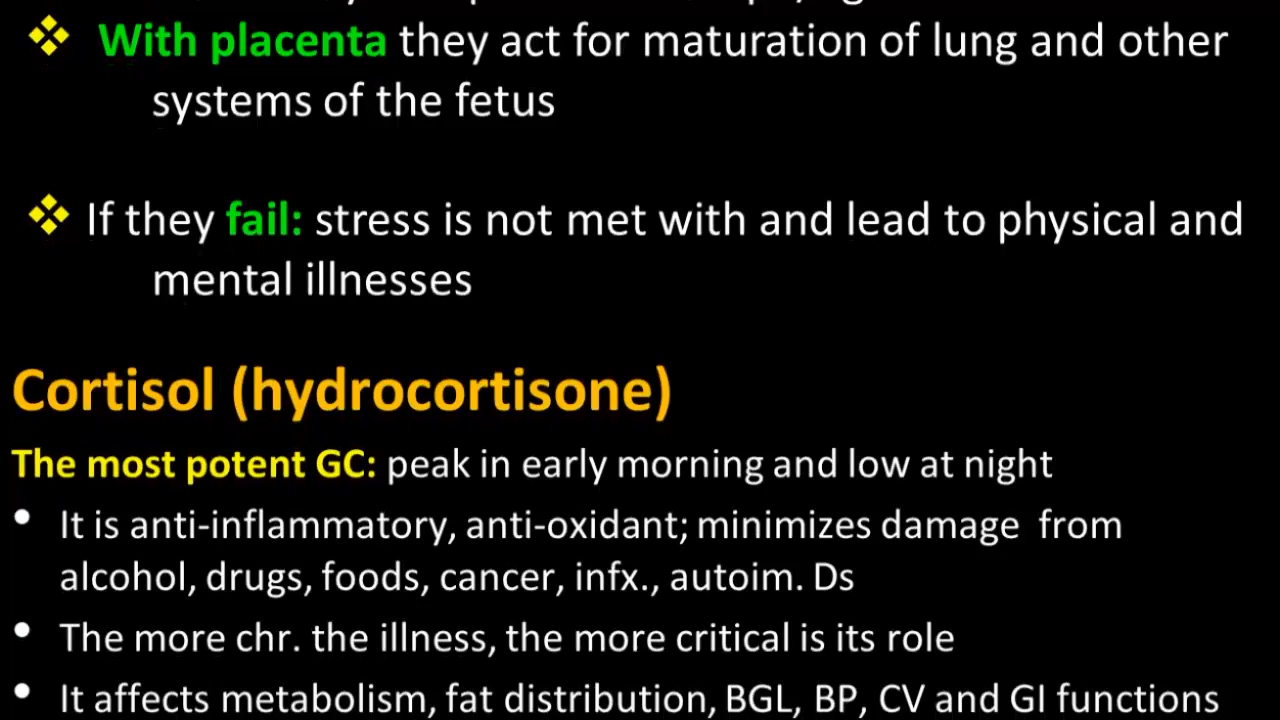 With placenta they act for maturation of lung and other
systems of the fetus
If they fail: stress is not met with and lead to physical and
mental illnesses
Cortisol (hydrocortisone)
The most potent GC: peak in early morning and low at night
• It is anti-inflammatory, anti-oxidant; minimizes damage from
alcohol, drugs, foods, cancer, infx., autoim. Ds
• The more chr. the illness, the more critical is its role
• It affects metabolism, fat distribution, BGL, BP, CV and GI functions